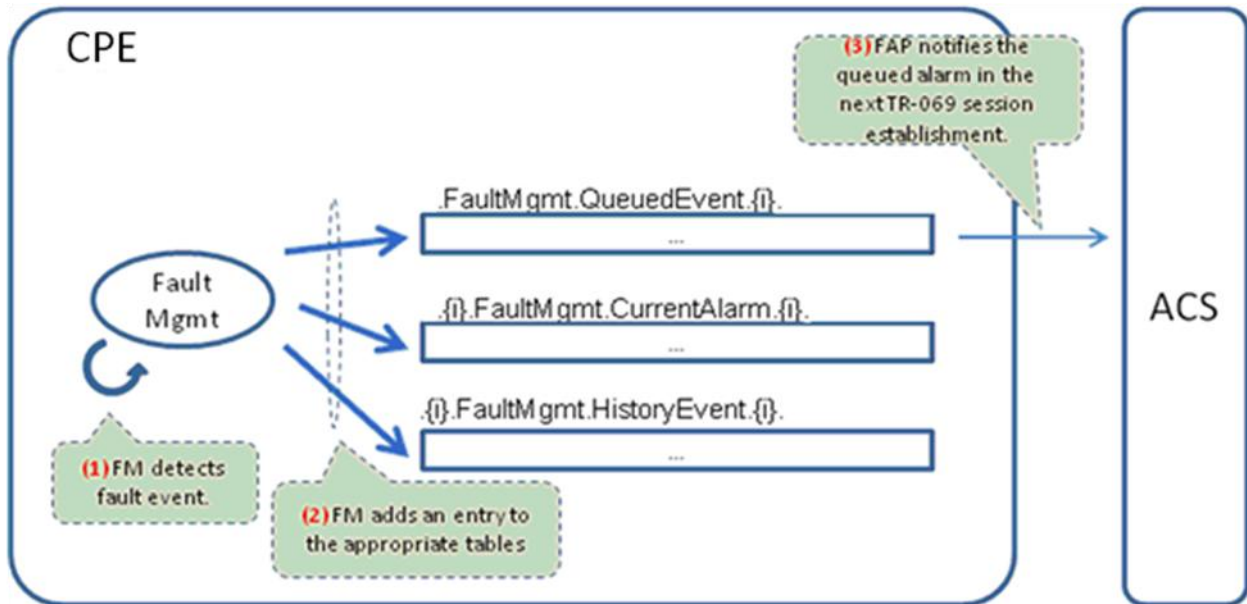 CPE
(3) FAP notifies the
queued alarm in the
next TR-069 session
establishment.
.FaultMgmt.QueuedEvent.{i}.
...
Fault
Mgmt
.{i}.FaultMgmt.CurrentAlarm.{i}.
...
ACS
.{i}.FaultMgmt.HistoryEvent.{i}.
...
(1) FM detects
fault event.
(2) FM adds an entry to
the appropriate tables